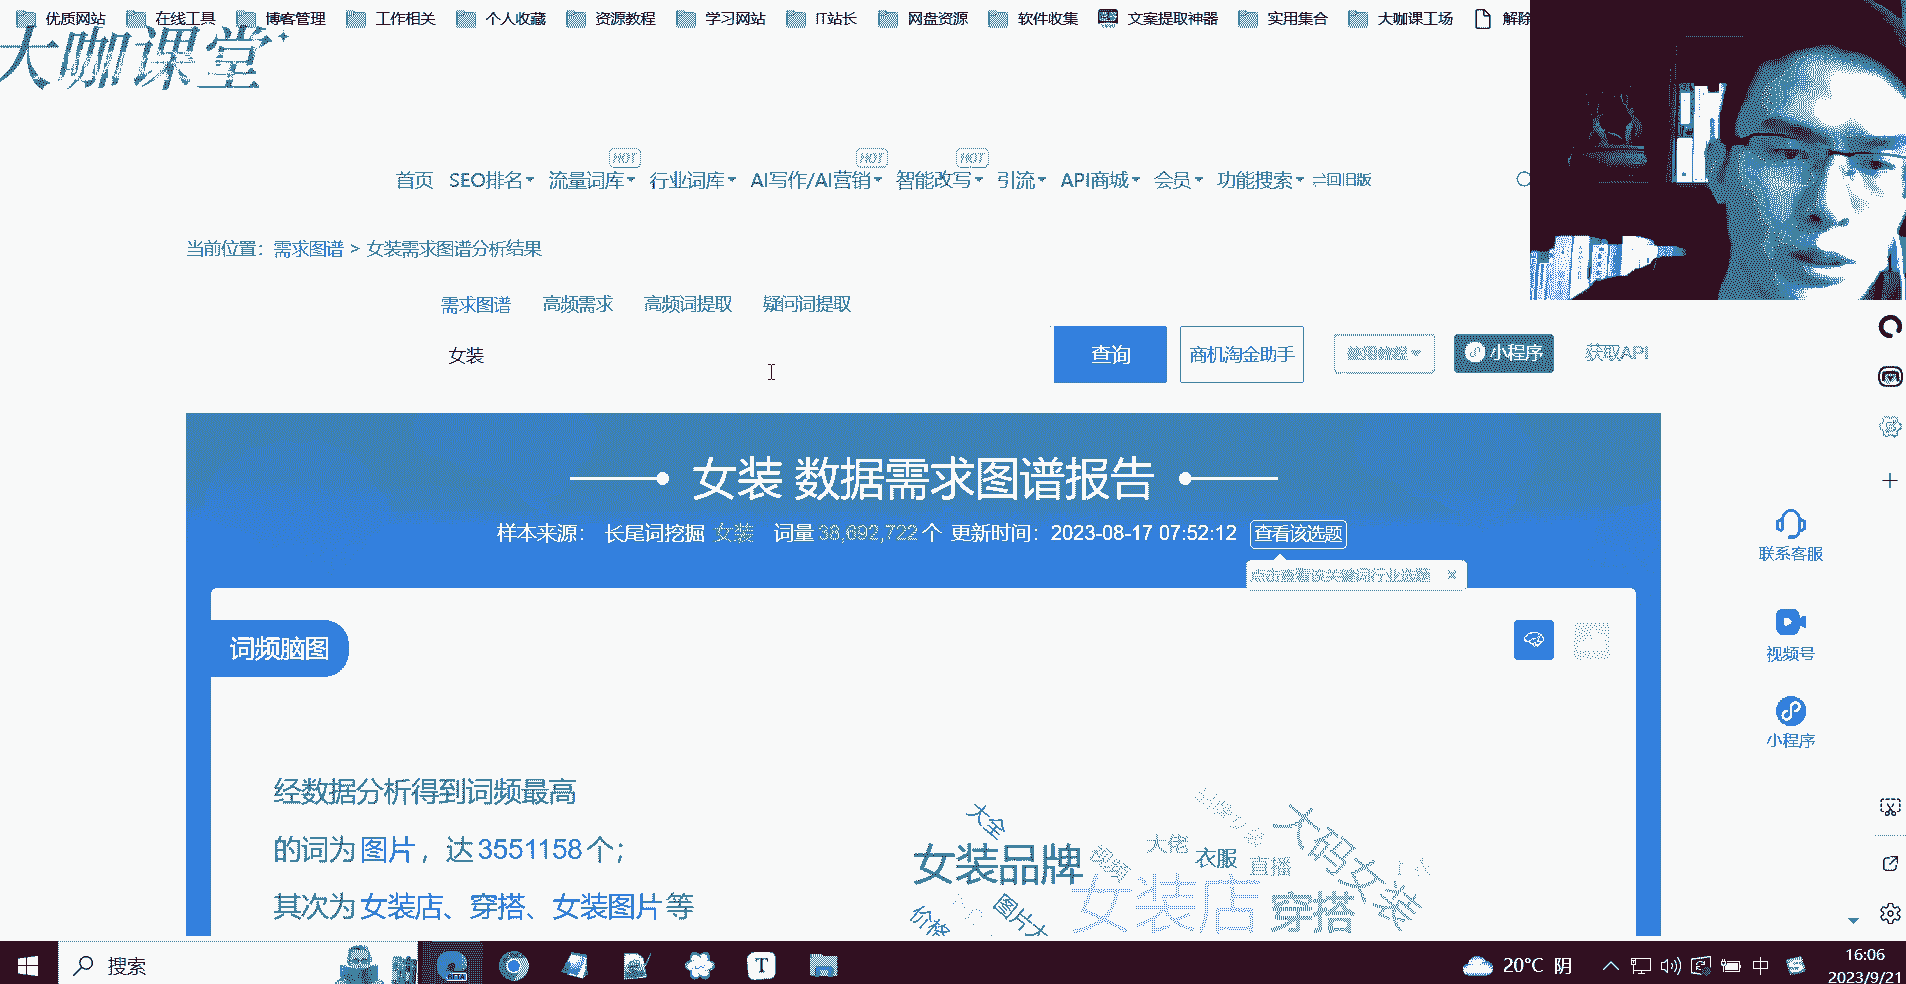 优质网站 在线工具 博客管理 工作相关 个人收藏 资源教程 学习网站 IT站长 网盘资源 软件收集 文案提取神器 实用集合 大咖课工场 解除
大咖课堂
HOT HOT HOT
首页 SEO排名 流量词库 行业词库 AI写作/AI营销 智能改写 引流 API商城 会员 功能搜索 回旧版
当前位置：需求图谱 > 女装需求图谱分析结果
需求图谱 高频需求 高频词提取 疑问词提取
女装 查询 商机淘金助手 小程序 获取API
女装 数据需求图谱报告
样本来源： 长尾词挖掘 女装 词量 38,692,722 个 更新时间：2023-08-17 07:52:12 查看该选题
点击查看该关键词行业选题 ×
联系客服
词频脑图
视频号
小程序
经数据分析得到词频最高
的词为 图片，达 3551158 个；
其次为 女装店、穿搭、女装图片 等
大全 大码女装
女装品牌 视频 大佬 衣服 直播
价格 图片大 女装店 穿搭
搜索
BETA
T
20°C 阴
中
16:06
2023/9/21